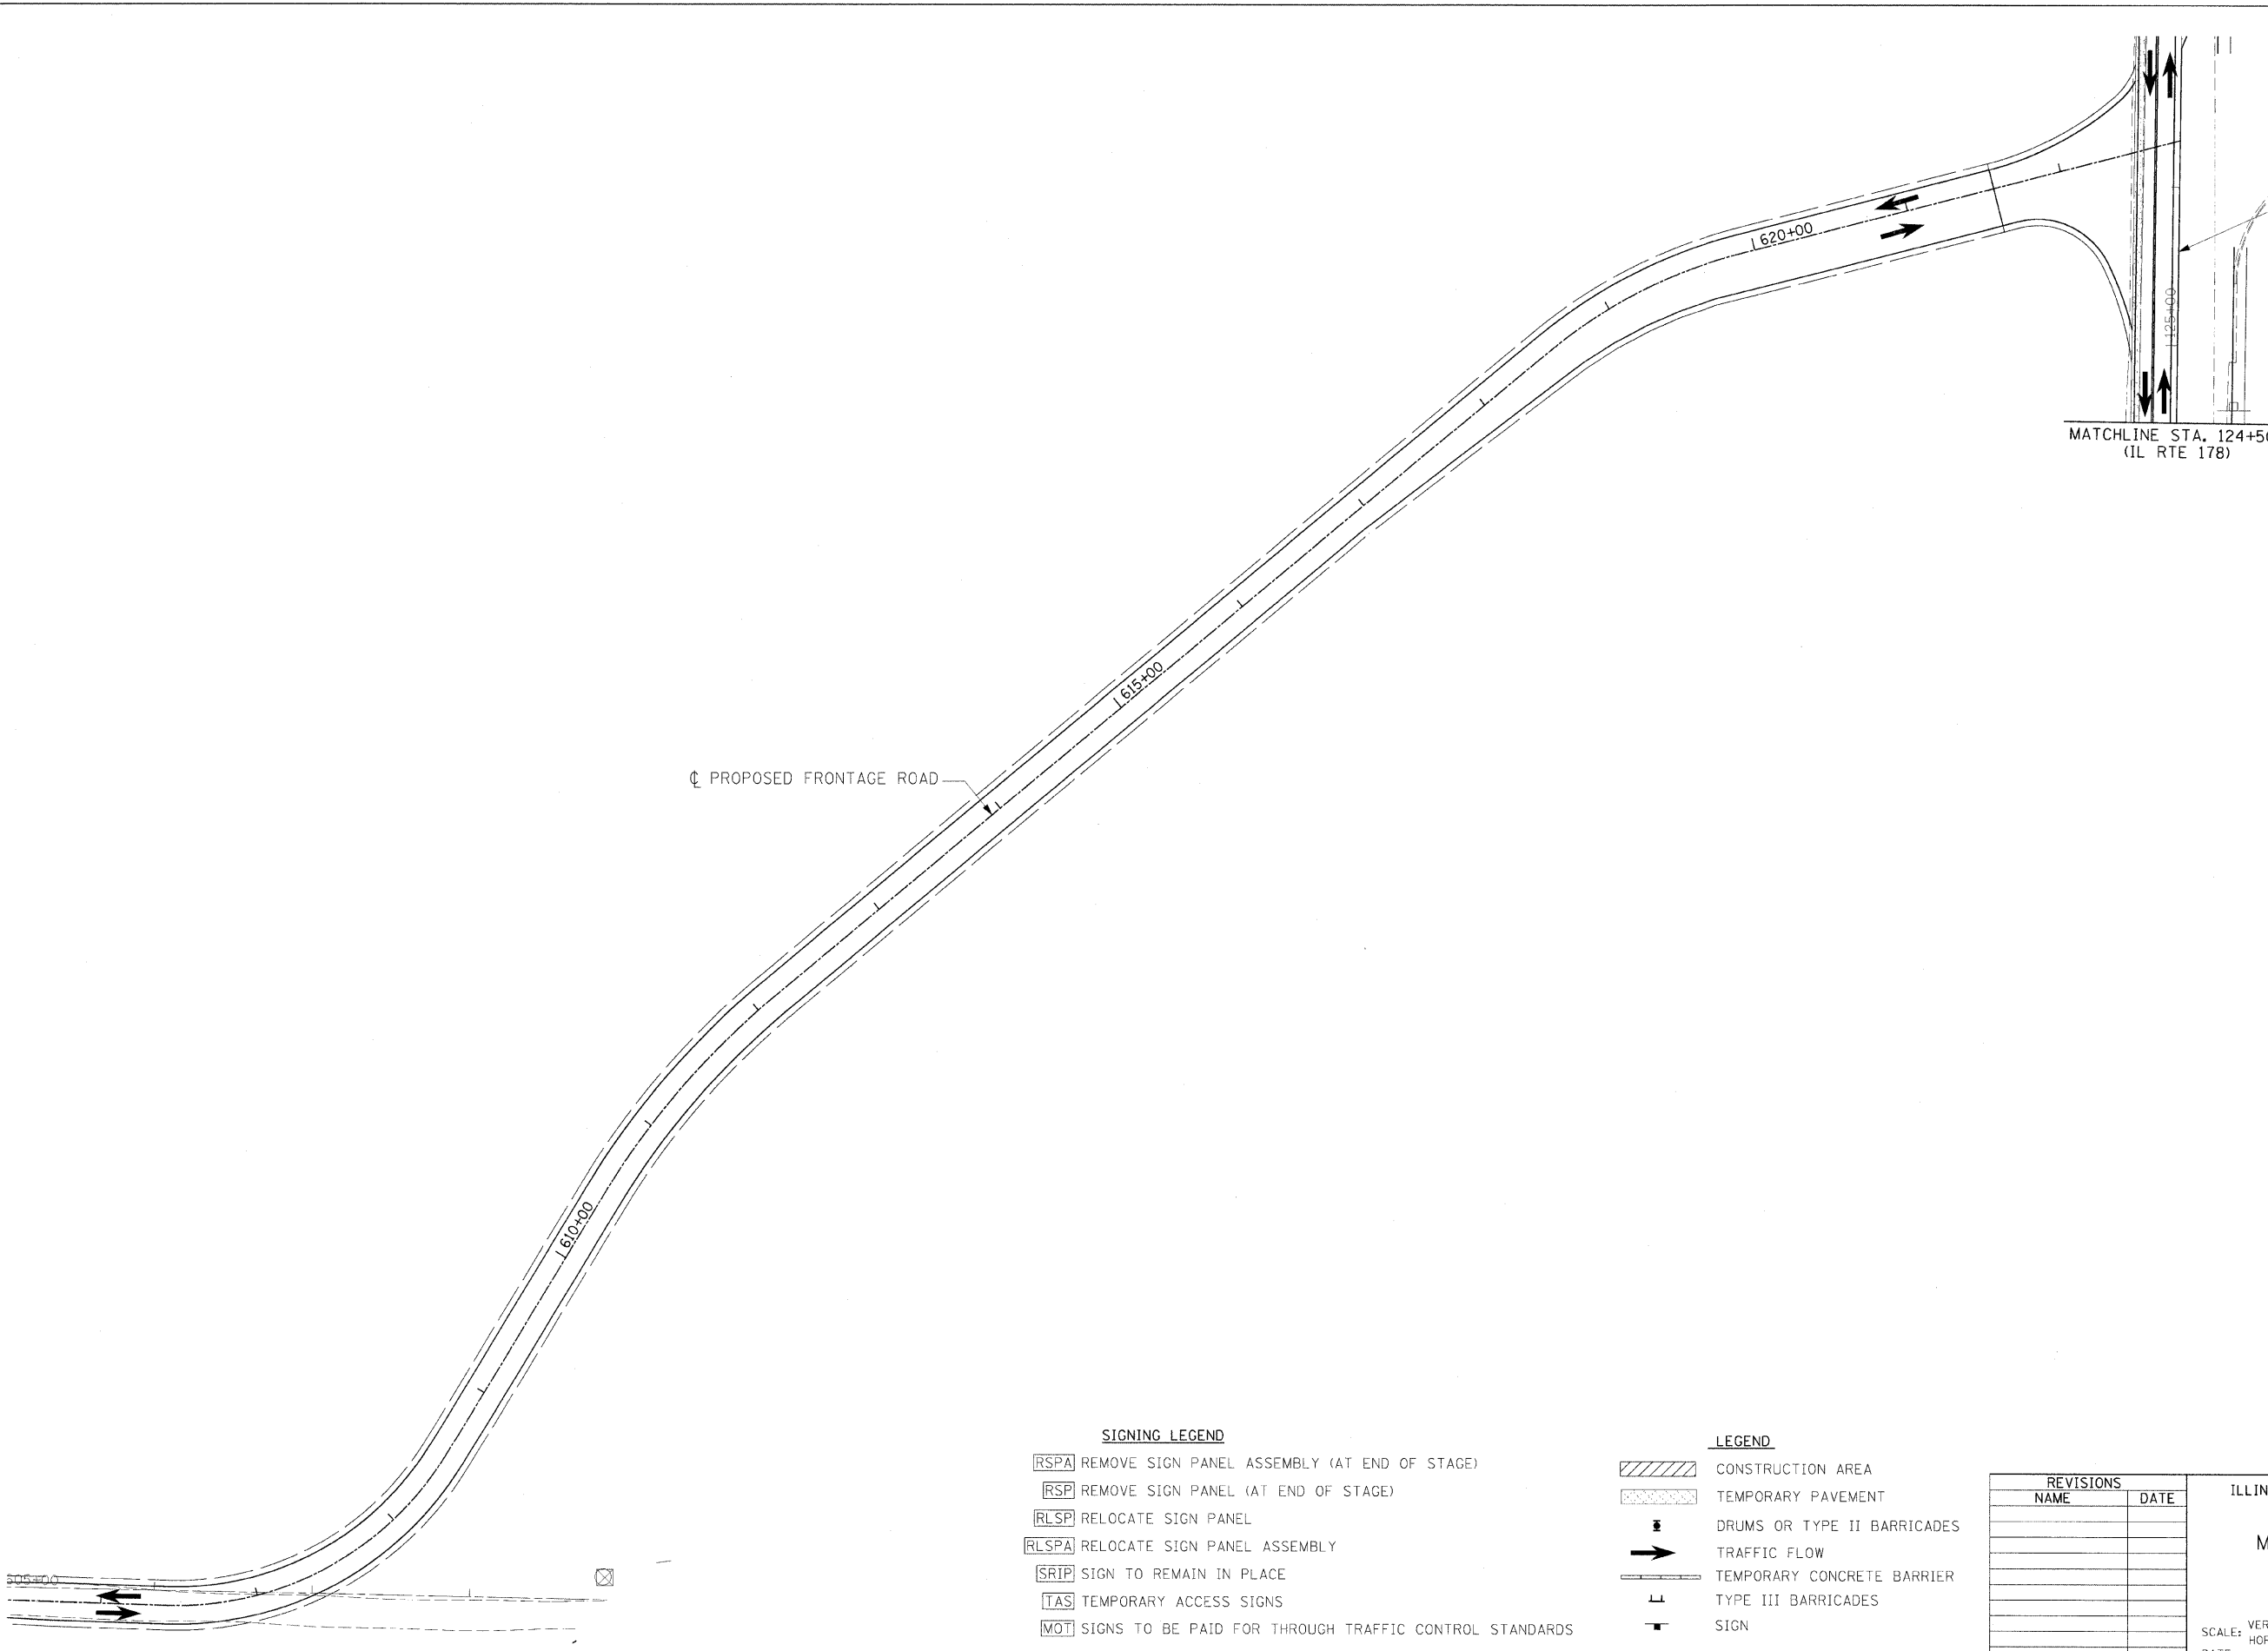 620+00
125+00
MATCHLINE STA. 124+50
(IL RTE 178)
615+00
℄ PROPOSED FRONTAGE ROAD
610+00
605+00
SIGNING LEGEND
RSPA REMOVE SIGN PANEL ASSEMBLY (AT END OF STAGE)
RSP REMOVE SIGN PANEL (AT END OF STAGE)
RLSP RELOCATE SIGN PANEL
RLSPA RELOCATE SIGN PANEL ASSEMBLY
SRIP SIGN TO REMAIN IN PLACE
TAS TEMPORARY ACCESS SIGNS
MOT SIGNS TO BE PAID FOR THROUGH TRAFFIC CONTROL STANDARDS
LEGEND
CONSTRUCTION AREA
TEMPORARY PAVEMENT
DRUMS OR TYPE II BARRICADES
TRAFFIC FLOW
TEMPORARY CONCRETE BARRIER
TYPE III BARRICADES
SIGN
REVISIONS
NAME DATE
ILLIN
M
SCALE: VER
HOR